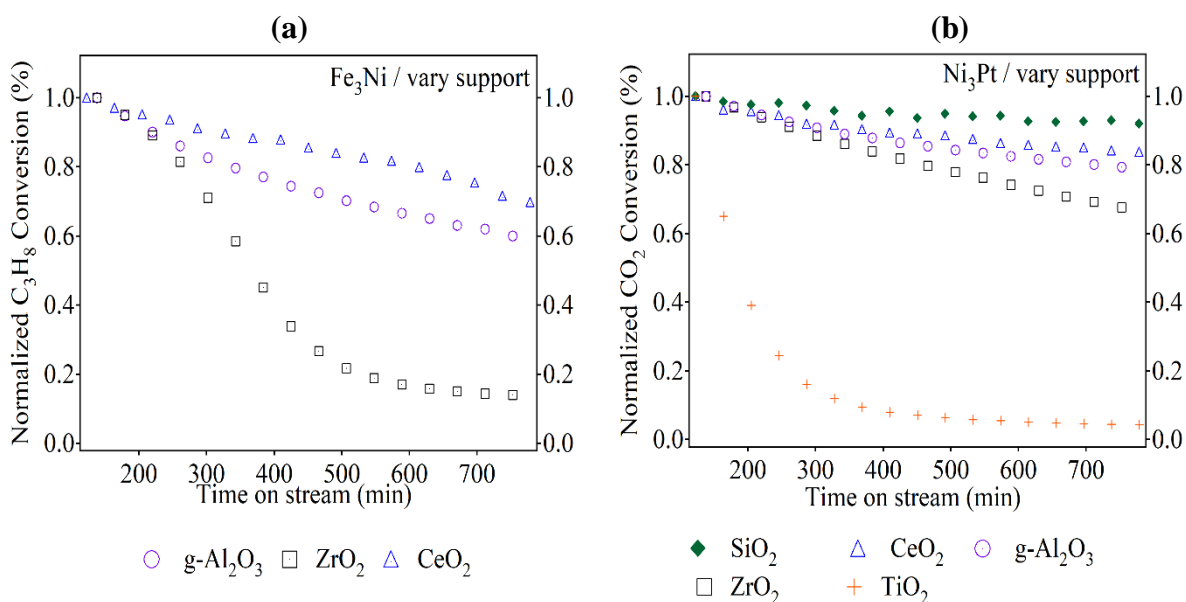 (a)
Fe₃Ni / vary support
Normalized C₃H₈ Conversion (%)
1.0
0.8
0.6
0.4
0.2
0.0
1.0
0.8
0.6
0.4
0.2
0.0
200 300 400 500 600 700
Time on stream (min)
g-Al₂O₃ ZrO₂ CeO₂
(b)
Ni₃Pt / vary support
Normalized CO₂ Conversion (%)
1.0
0.8
0.6
0.4
0.2
0.0
1.0
0.8
0.6
0.4
0.2
0.0
200 300 400 500 600 700
Time on stream (min)
SiO₂ CeO₂ g-Al₂O₃
ZrO₂ TiO₂